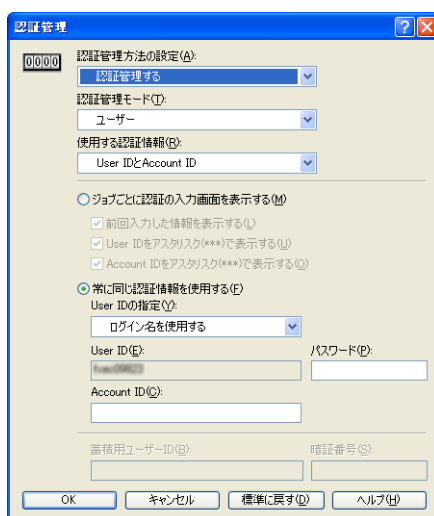 認証管理
0000
認証管理方法の設定(A):
認証管理する
認証管理モード(T):
ユーザー
使用する認証情報(R):
User IDとAccount ID
ジョブごとに認証の入力画面を表示する(M)
前回入力した情報を表示する(L)
User IDをアスタリスク(***)で表示する(U)
Account IDをアスタリスク(***)で表示する(O)
常に同じ認証情報を使用する(F)
User IDの指定(Y):
ログイン名を使用する
User ID(E): パスワード(P):
Account ID(C):
蓄積用ユーザーID(B): 暗証番号(S):
OK キャンセル 標準に戻す(D) ヘルプ(H)